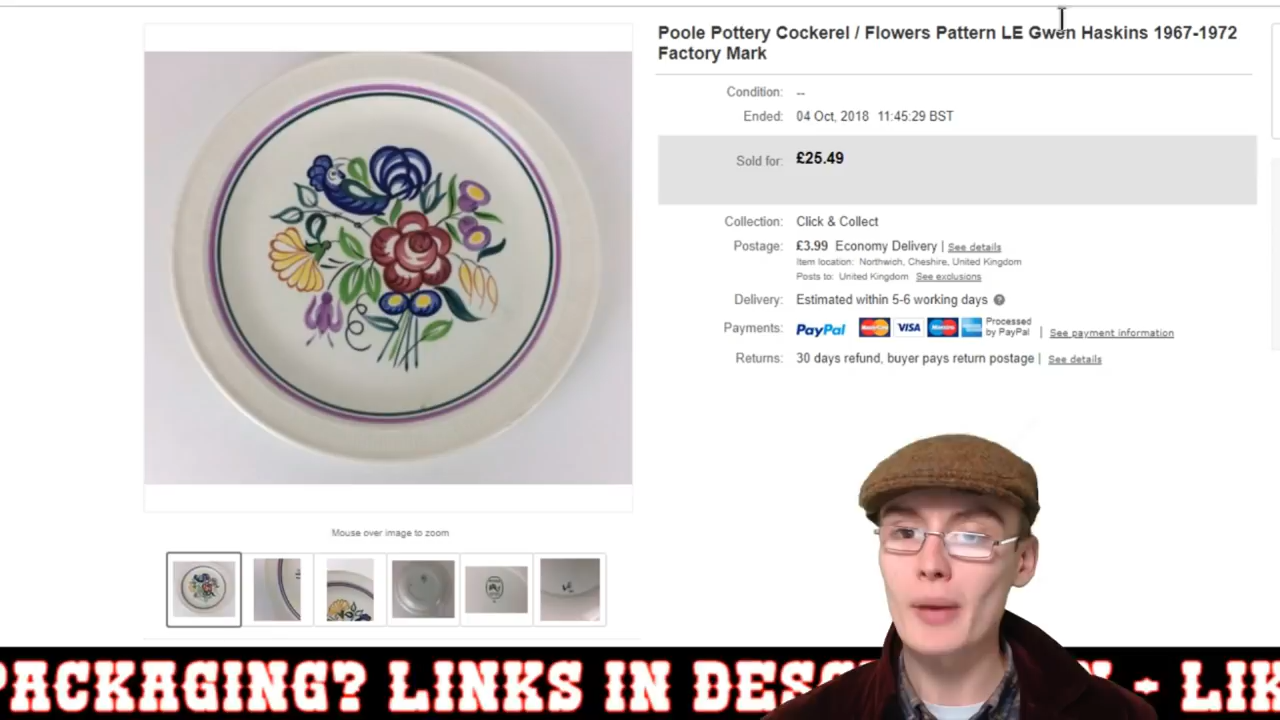 Poole Pottery Cockerel / Flowers Pattern LE Gwen Haskins 1967-1972
Factory Mark
Condition: --
Ended: 04 Oct, 2018 11:45:29 BST
Sold for: £25.49
Collection: Click & Collect
Postage: £3.99 Economy Delivery | See details
Item location: Northwich, Cheshire, United Kingdom
Posts to: United Kingdom See exclusions
Delivery: Estimated within 5-6 working days
Payments: PayPal MasterCard VISA Maestro Processed by PayPal | See payment information
Returns: 30 days refund, buyer pays return postage | See details
Mouse over image to zoom
PACKAGING? LINKS IN - LIK